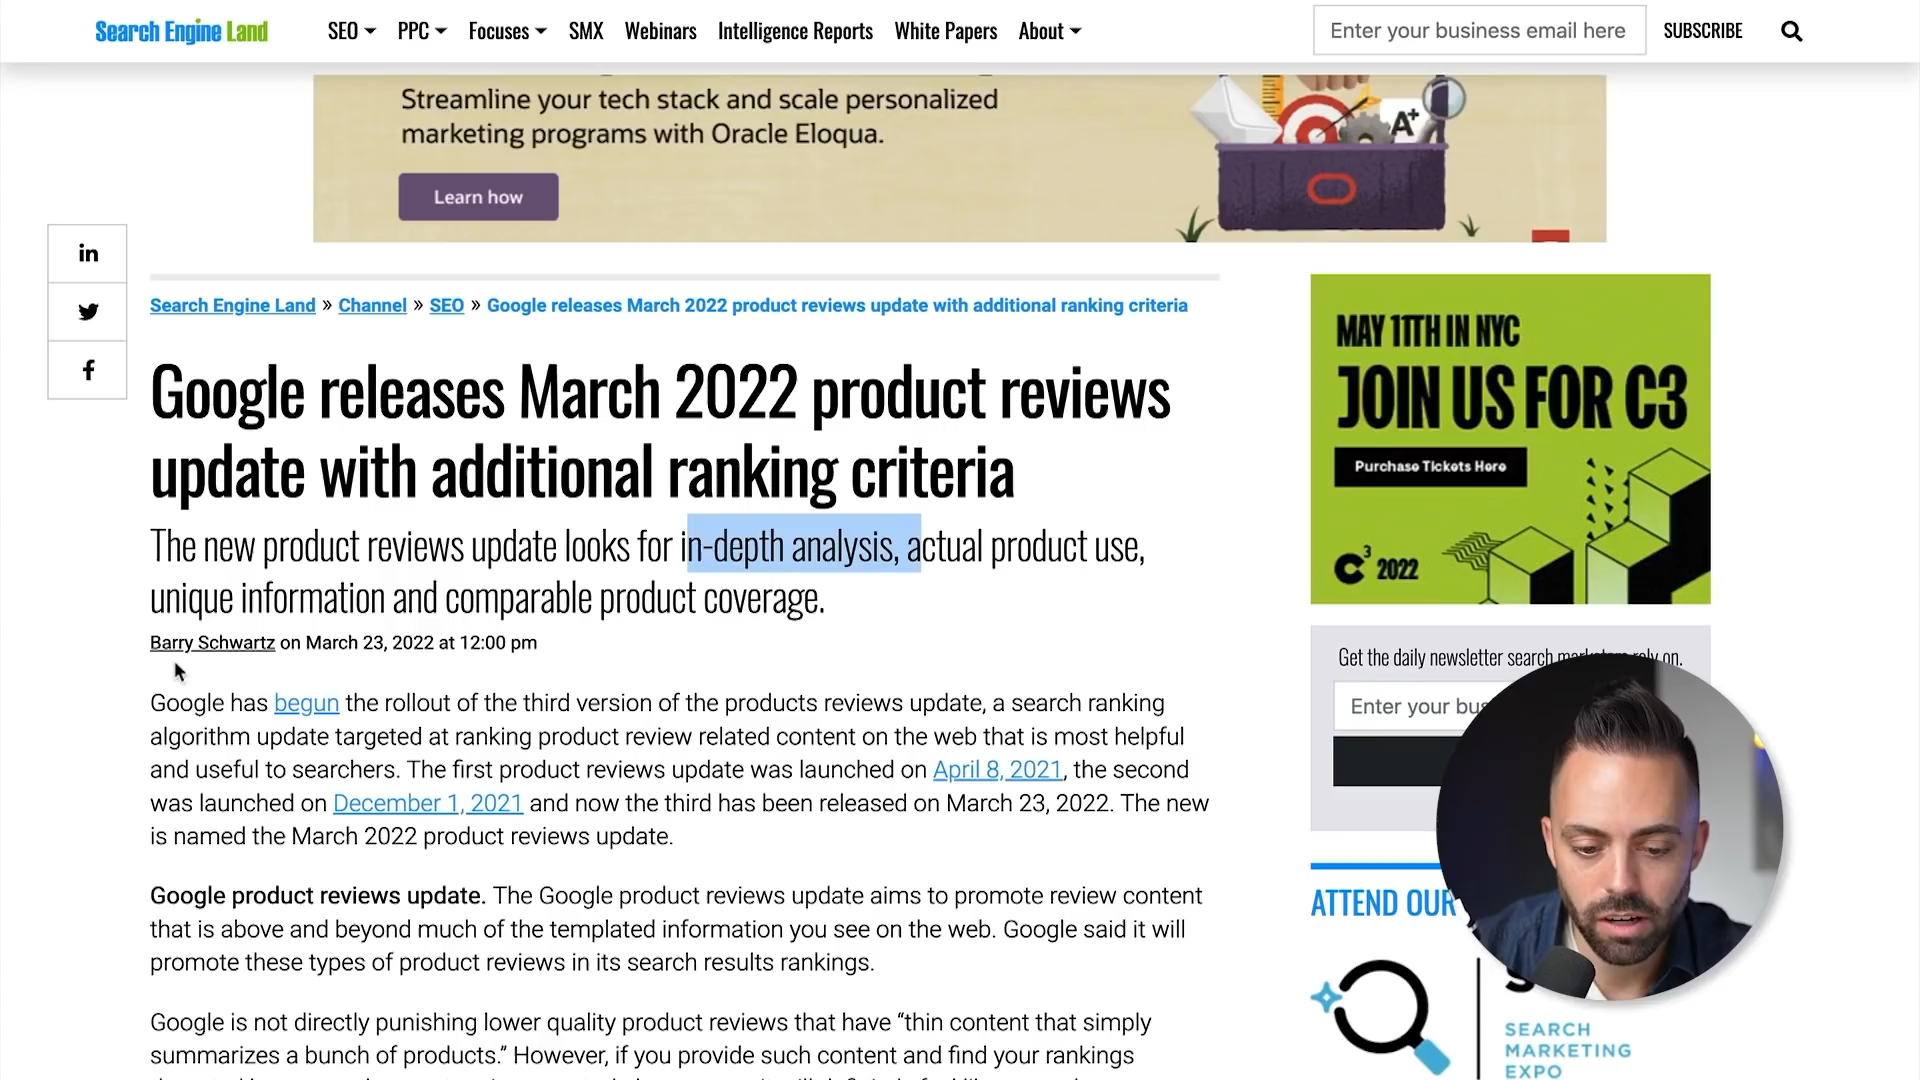 Search Engine Land
SEO PPC Focuses SMX Webinars Intelligence Reports White Papers About
Enter your business email here SUBSCRIBE
Streamline your tech stack and scale personalized
marketing programs with Oracle Eloqua.
Learn how
A+
in
f
Search Engine Land » Channel » SEO » Google releases March 2022 product reviews update with additional ranking criteria
Google releases March 2022 product reviews
update with additional ranking criteria
The new product reviews update looks for in-depth analysis, actual product use,
unique information and comparable product coverage.
Barry Schwartz on March 23, 2022 at 12:00 pm
Google has begun the rollout of the third version of the products reviews update, a search ranking
algorithm update targeted at ranking product review related content on the web that is most helpful
and useful to searchers. The first product reviews update was launched on April 8, 2021, the second
was launched on December 1, 2021 and now the third has been released on March 23, 2022. The new
is named the March 2022 product reviews update.
Google product reviews update. The Google product reviews update aims to promote review content
that is above and beyond much of the templated information you see on the web. Google said it will
promote these types of product reviews in its search results rankings.
Google is not directly punishing lower quality product reviews that have “thin content that simply
summarizes a bunch of products.” However, if you provide such content and find your rankings
MAY 11TH IN NYC
JOIN US FOR C3
Purchase Tickets Here
C3 2022
Get the daily newsletter search rely on.
Enter your
ATTEND OUR
SEARCH
MARKETING
EXPO